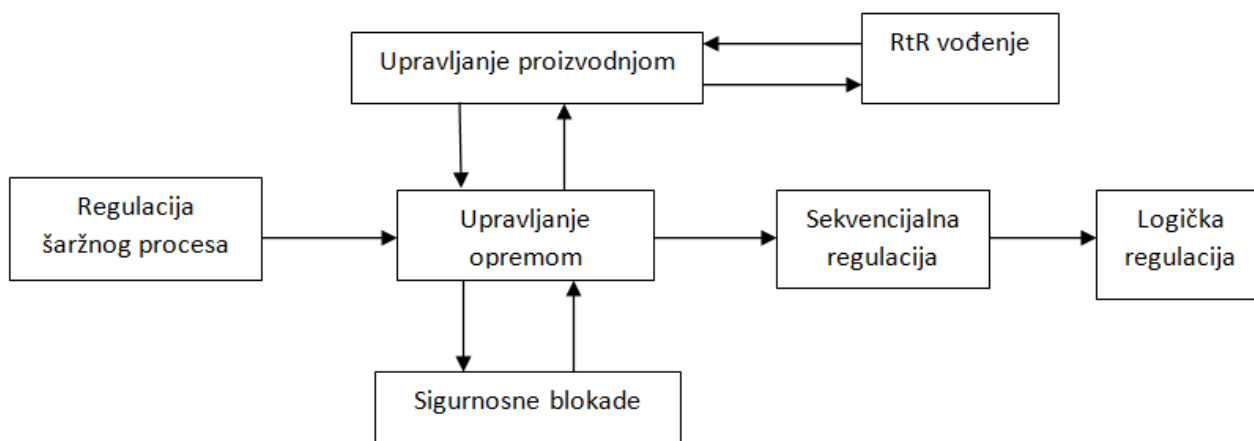 RtR vođenje
Upravljanje proizvodnjom
Regulacija
šaržnog procesa
Upravljanje
opremom
Sekvencijalna
regulacija
Logička
regulacija
Sigurnosne blokade